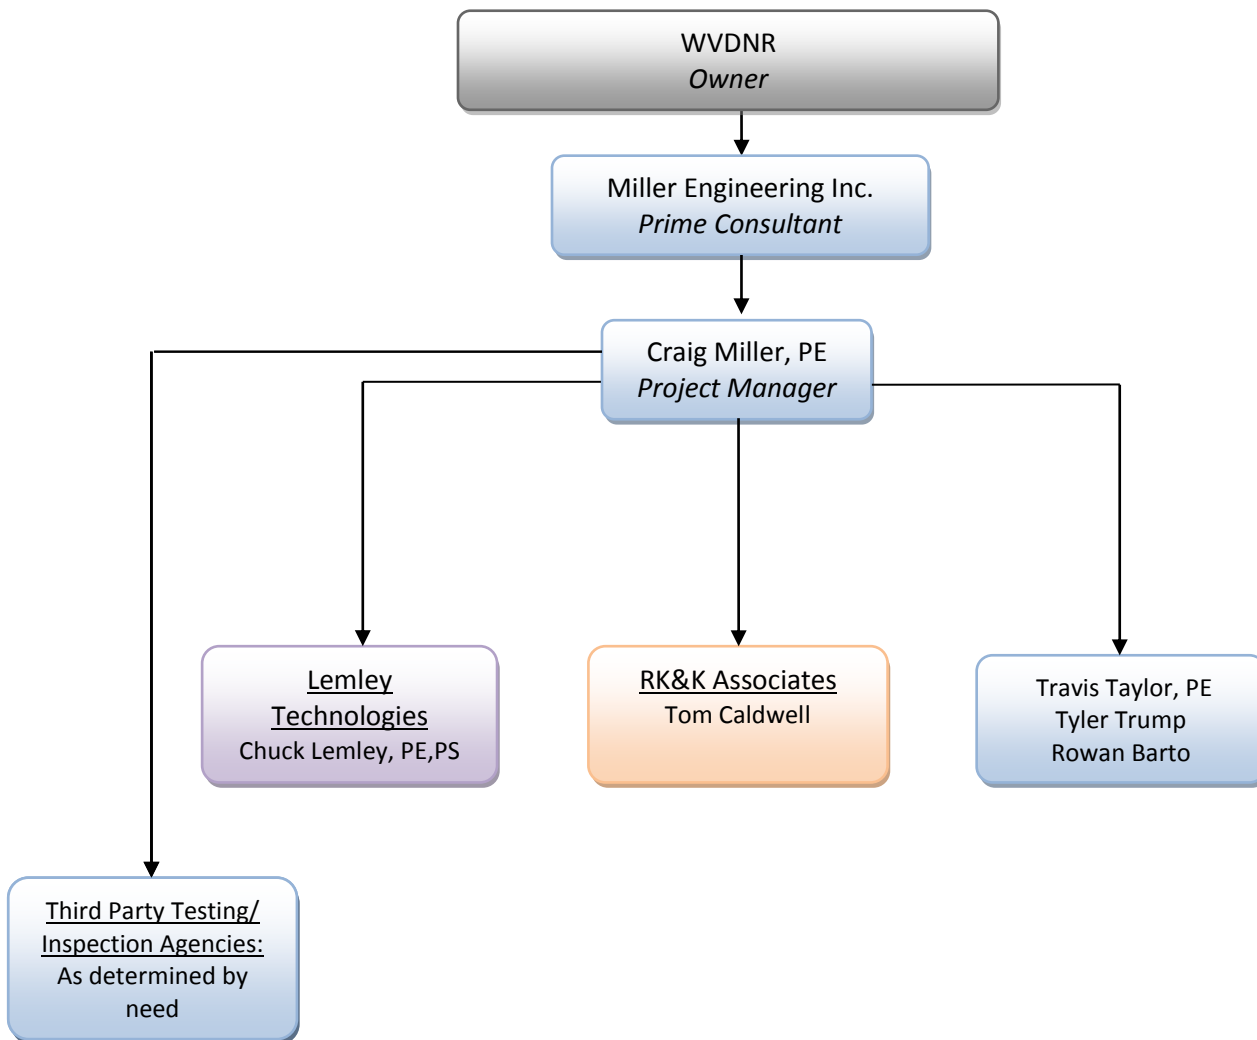 WVDNR
Owner
Miller Engineering Inc.
Prime Consultant
Craig Miller, PE
Project Manager
Lemley
Technologies
Chuck Lemley, PE,PS
RK&K Associates
Tom Caldwell
Travis Taylor, PE
Tyler Trump
Rowan Barto
Third Party Testing/
Inspection Agencies:
As determined by
need